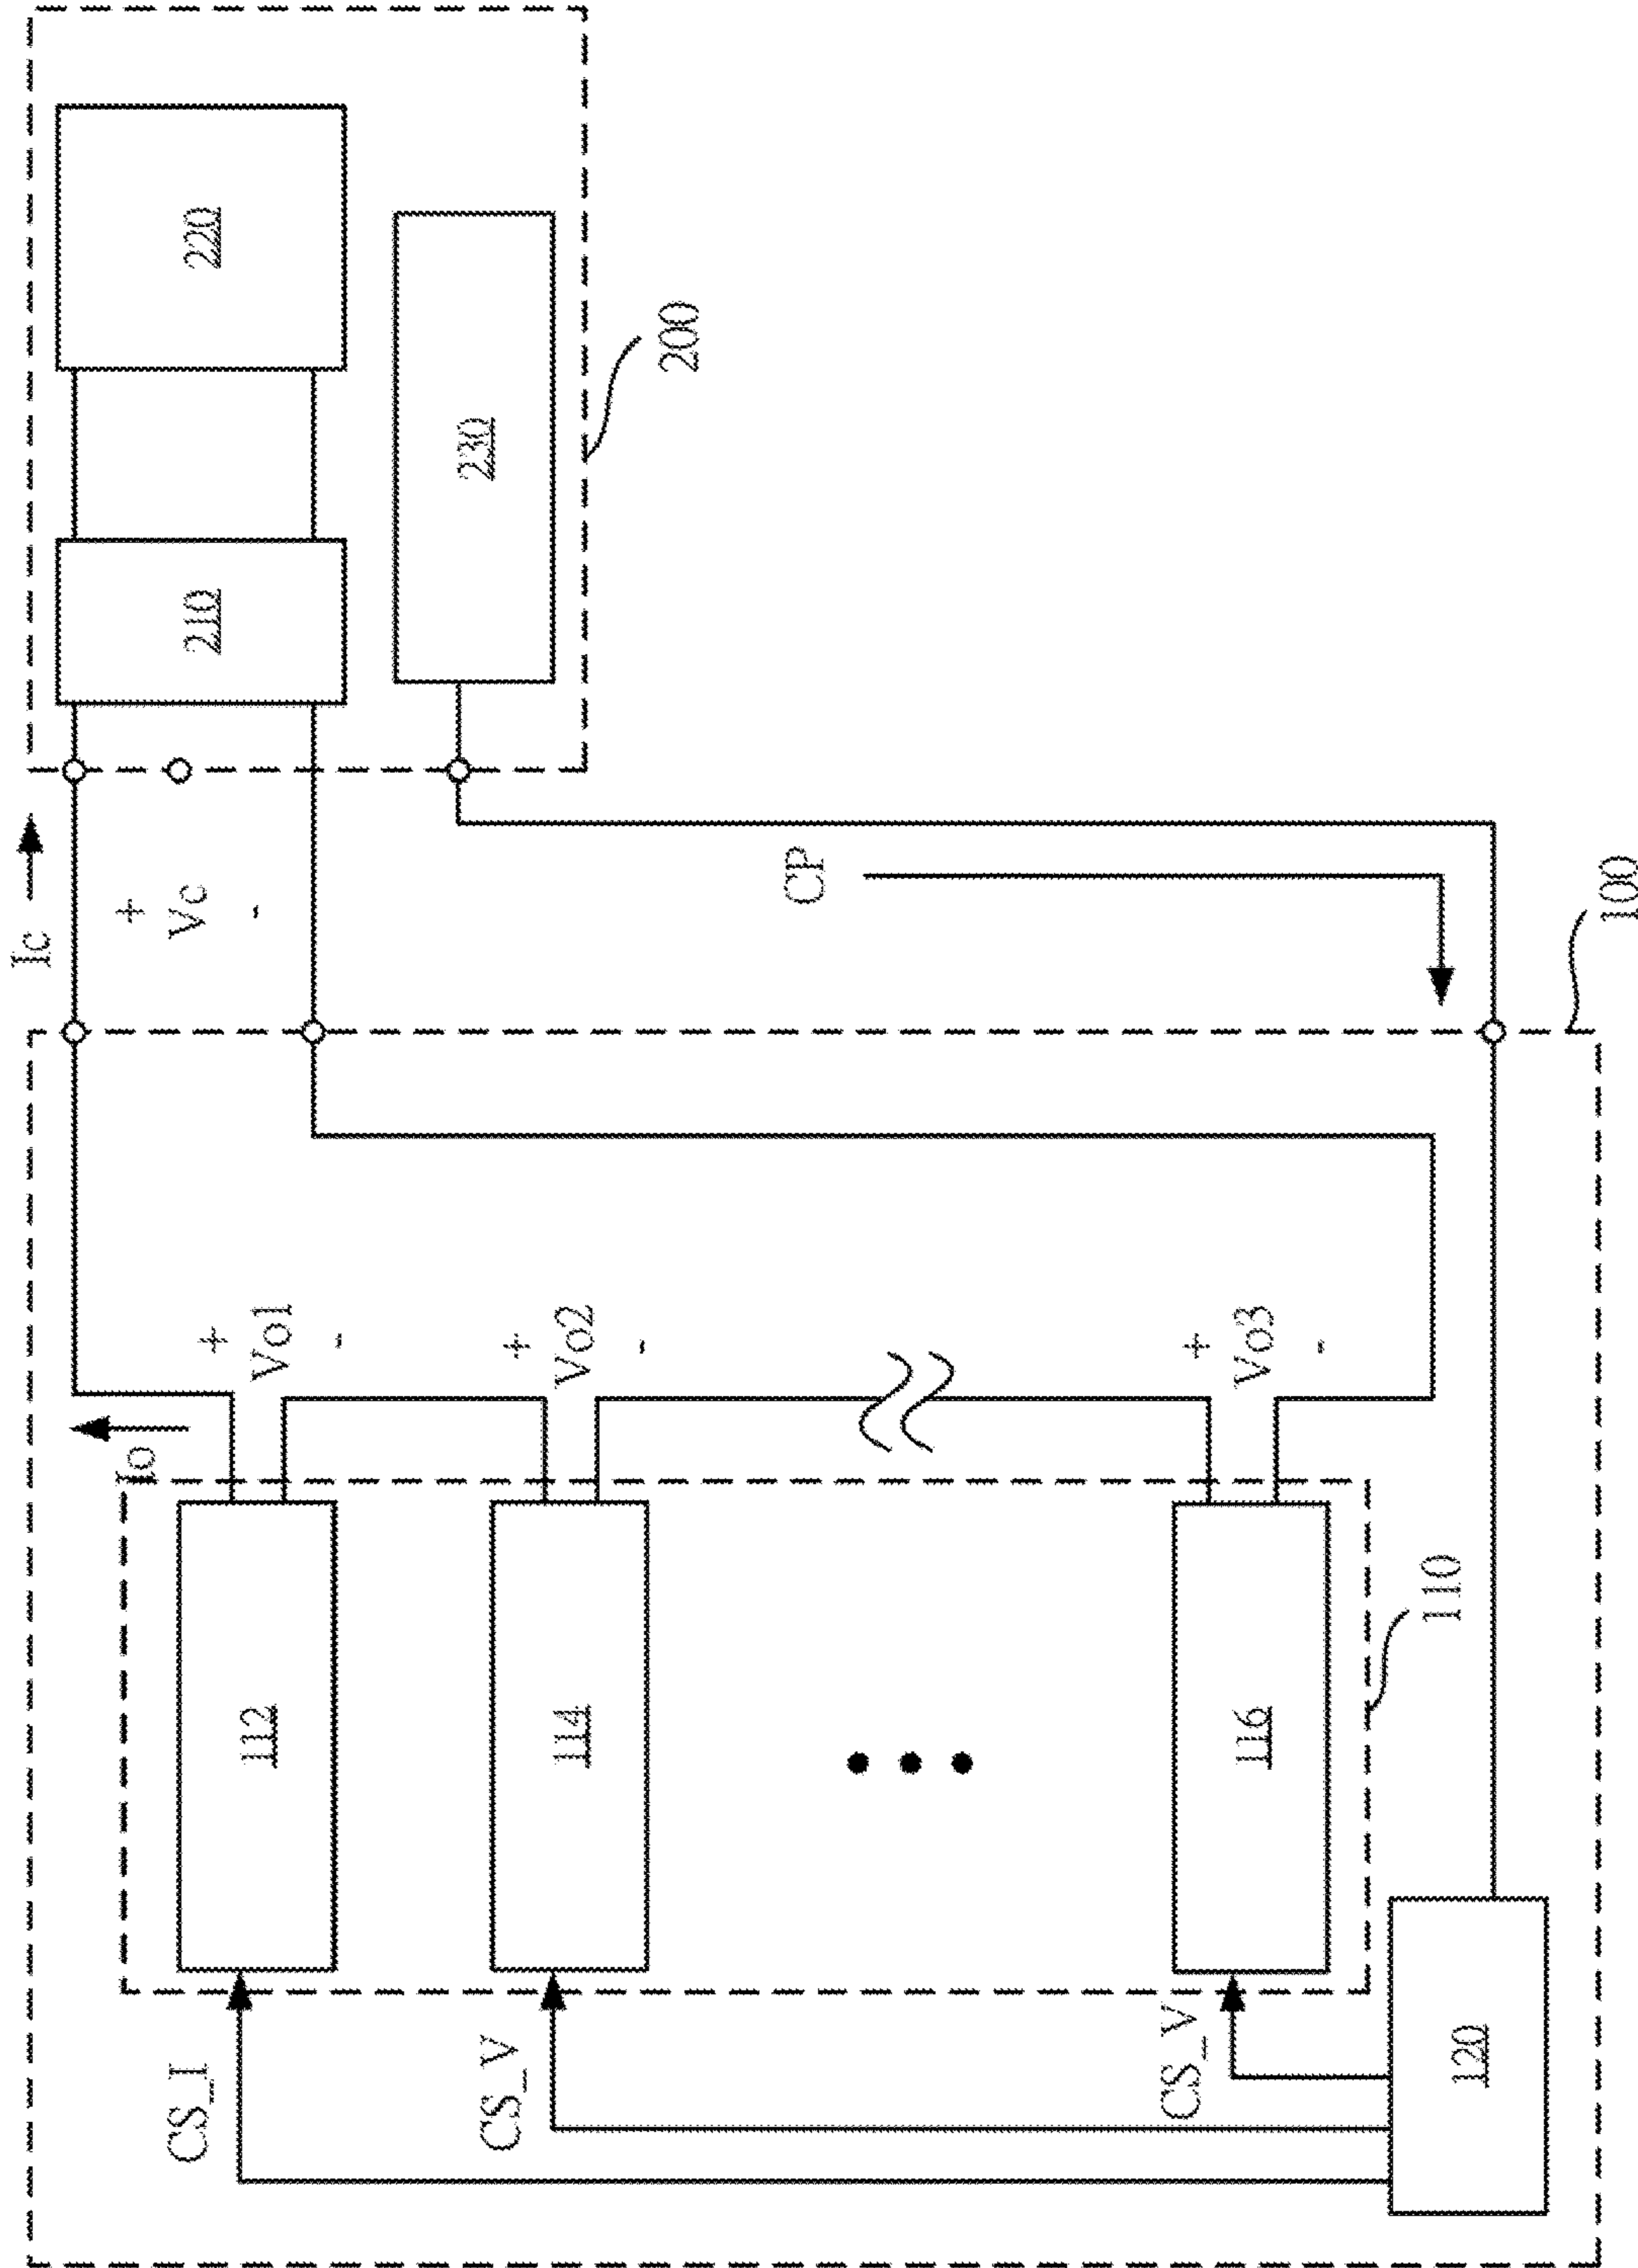 Ic
+
Vc
-
210
220
230
200
CP
100
Io
+
Vo1
-
+
Vo2
-
+
Vo3
-
112
114
116
110
CS_I
CS_V
CS_V
120